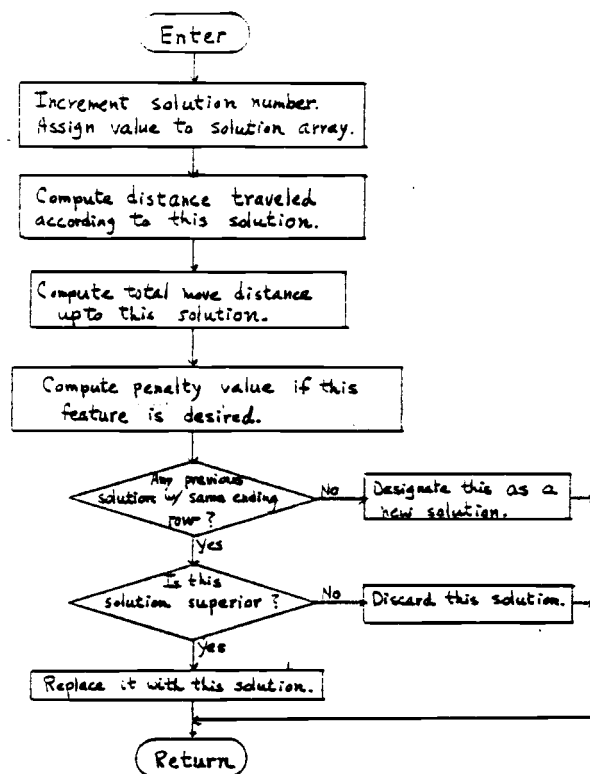 Enter
Increment solution number.
Assign value to solution array.
Compute distance traveled
according to this solution.
Compute total move distance
upto this solution.
Compute penalty value if this
feature is desired.
Any previous
solution w/ same ending
row?
No
Designate this as a
new solution.
Yes
Is this
solution superior?
No
Discard this solution.
Yes
Replace it with this solution.
Return